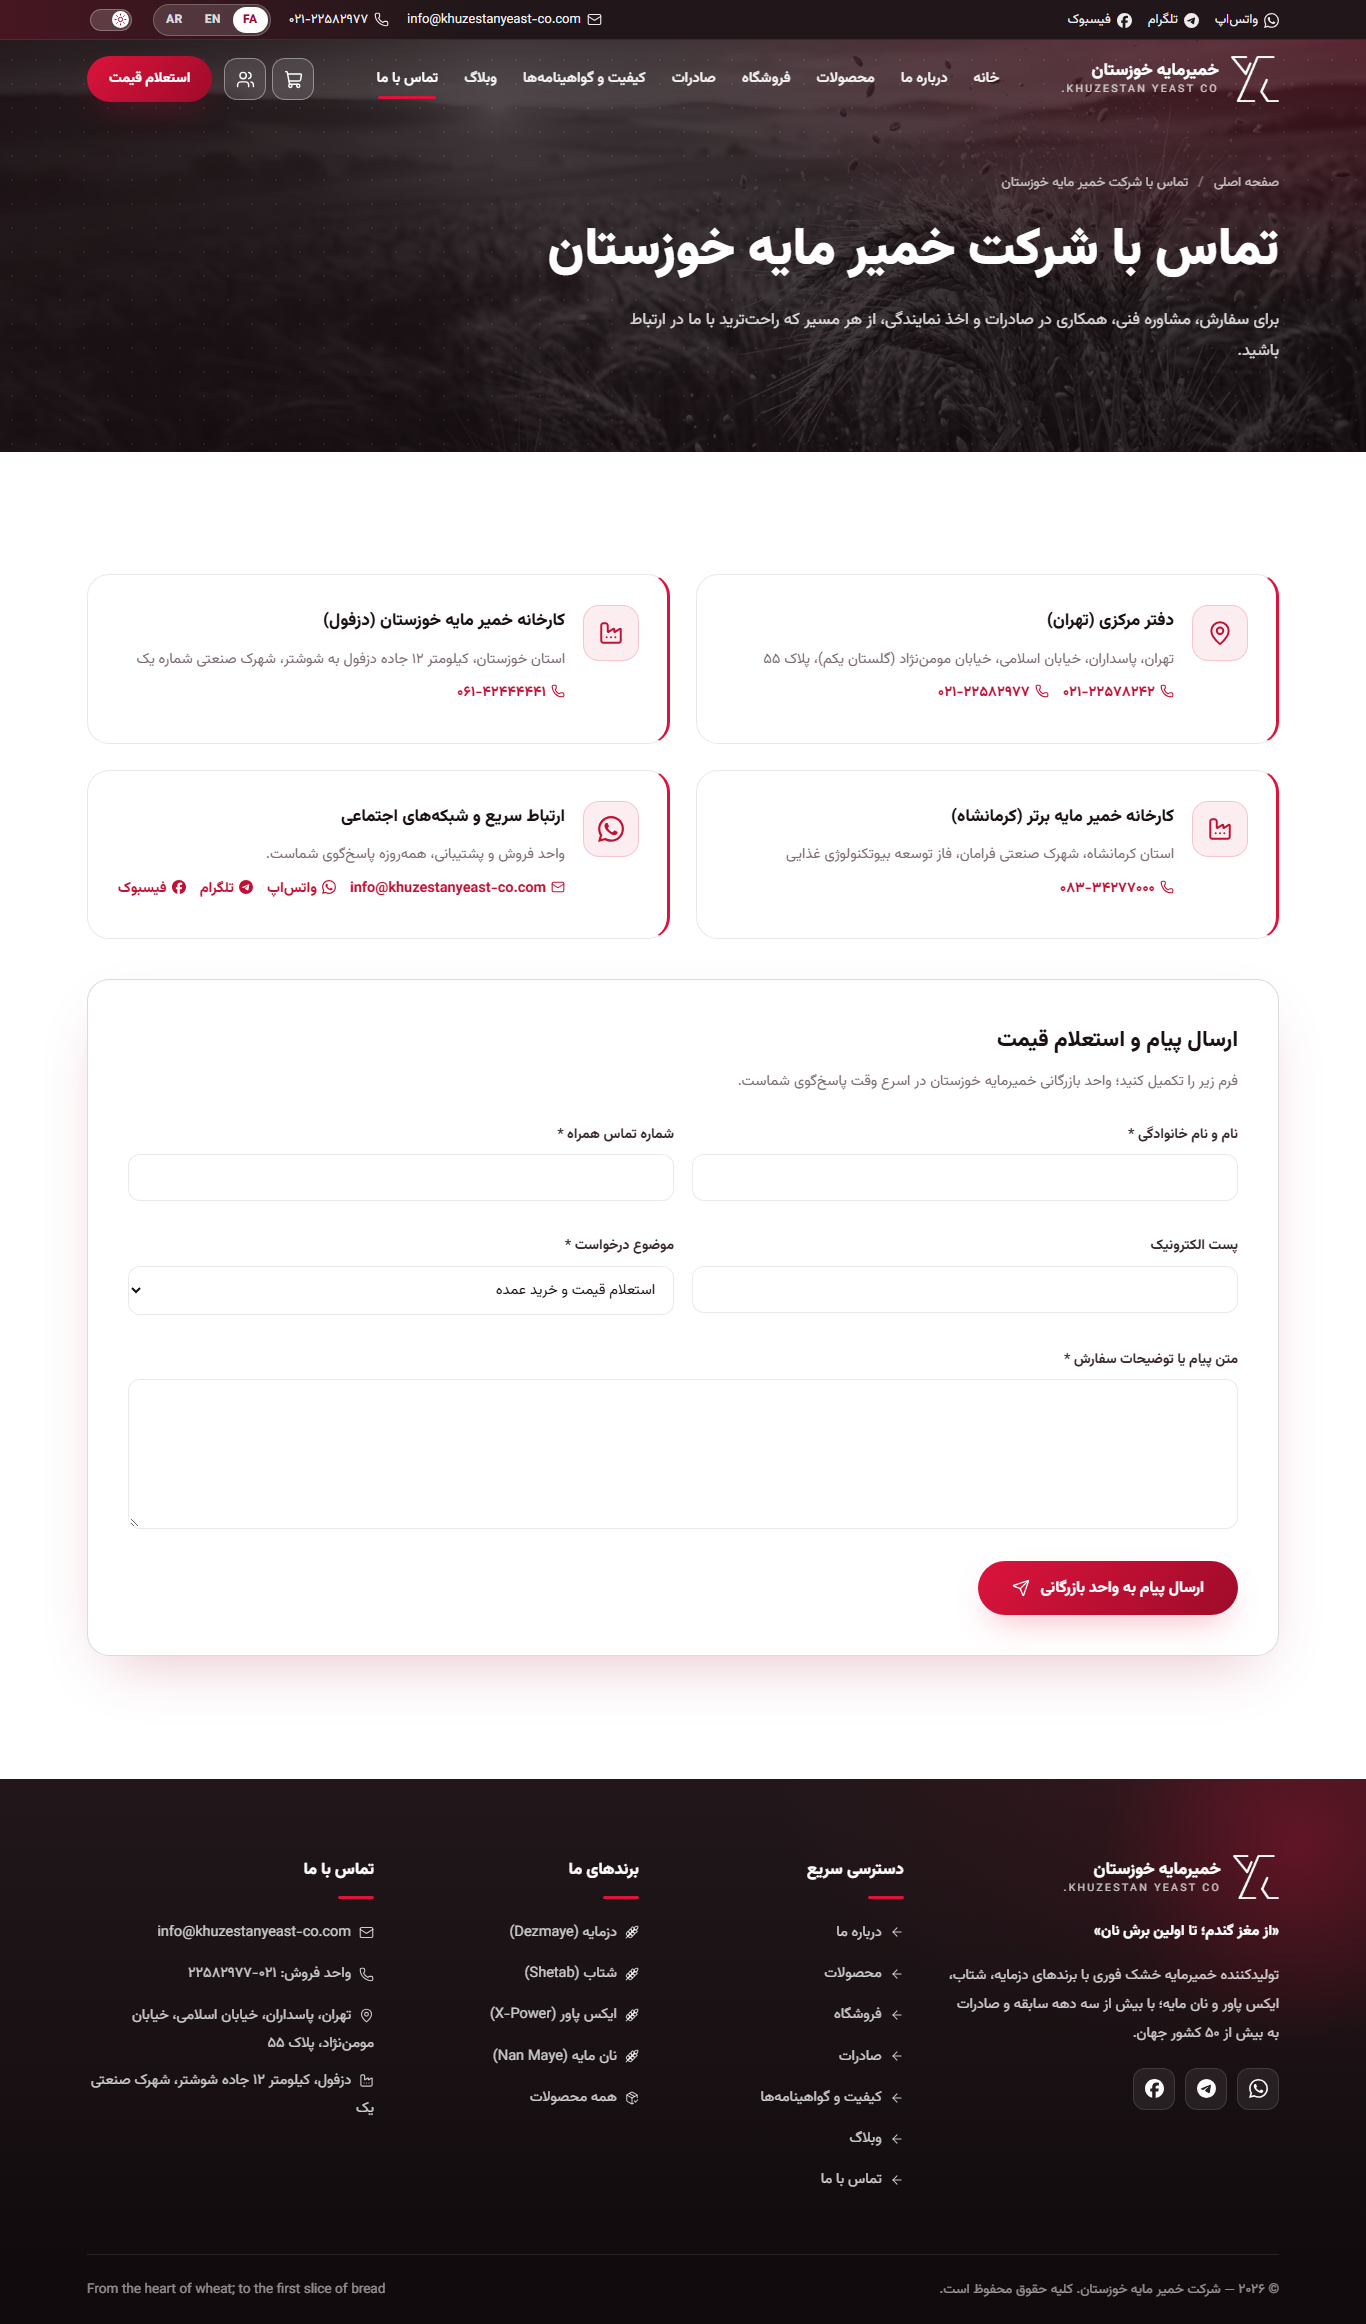 واتس‌اپ
تلگرام
فیسبوک
info@khuzestanyeast-co.com
۰۲۱-۲۲۵۸۲۹۷۷
FA
EN
AR
خمیرمایه خوزستان
KHUZESTAN YEAST CO.
خانه
درباره ما
محصولات
فروشگاه
صادرات
کیفیت و گواهینامه‌ها
وبلاگ
تماس با ما
استعلام قیمت
صفحه اصلی / تماس با شرکت خمیر مایه خوزستان
تماس با شرکت خمیر مایه خوزستان
برای سفارش، مشاوره فنی، همکاری در صادرات و اخذ نمایندگی، از هر مسیر که راحت‌ترید با ما در ارتباط
باشید.
دفتر مرکزی (تهران)
تهران، پاسداران، خیابان اسلامی، خیابان مومن‌نژاد (گلستان یکم)، پلاک ۵۵
۰۲۱-۲۲۵۷۸۲۴۲
۰۲۱-۲۲۵۸۲۹۷۷
کارخانه خمیر مایه خوزستان (دزفول)
استان خوزستان، کیلومتر ۱۲ جاده دزفول به شوشتر، شهرک صنعتی شماره یک
۰۶۱-۴۲۴۴۴۴۴۱
کارخانه خمیر مایه برتر (کرمانشاه)
استان کرمانشاه، شهرک صنعتی فرامان، فاز توسعه بیوتکنولوژی غذایی
۰۸۳-۳۴۲۷۷۰۰۰
ارتباط سریع و شبکه‌های اجتماعی
واحد فروش و پشتیبانی، همه‌روزه پاسخ‌گوی شماست.
info@khuzestanyeast-co.com
واتس‌اپ
تلگرام
فیسبوک
ارسال پیام و استعلام قیمت
فرم زیر را تکمیل کنید؛ واحد بازرگانی خمیرمایه خوزستان در اسرع وقت پاسخ‌گوی شماست.
نام و نام خانوادگی *
شماره تماس همراه *
پست الکترونیک
موضوع درخواست *
استعلام قیمت و خرید عمده
متن پیام یا توضیحات سفارش *
ارسال پیام به واحد بازرگانی
خمیرمایه خوزستان
KHUZESTAN YEAST CO.
«از مغز گندم؛ تا اولین برش نان»
تولیدکننده خمیرمایه خشک فوری با برندهای دزمایه، شتاب،
ایکس پاور و نان مایه؛ با بیش از سه دهه سابقه و صادرات
به بیش از ۵۰ کشور جهان.
دسترسی سریع
درباره ما
محصولات
فروشگاه
صادرات
کیفیت و گواهینامه‌ها
وبلاگ
تماس با ما
برندهای ما
دزمایه (Dezmaye)
شتاب (Shetab)
ایکس پاور (X-Power)
نان مایه (Nan Maye)
همه محصولات
تماس با ما
info@khuzestanyeast-co.com
واحد فروش: ۰۲۱-۲۲۵۸۲۹۷۷
تهران، پاسداران، خیابان اسلامی، خیابان
مومن‌نژاد، پلاک ۵۵
دزفول، کیلومتر ۱۲ جاده شوشتر، شهرک صنعتی
یک
© ۲۰۲۶ — شرکت خمیر مایه خوزستان. کلیه حقوق محفوظ است.
From the heart of wheat; to the first slice of bread